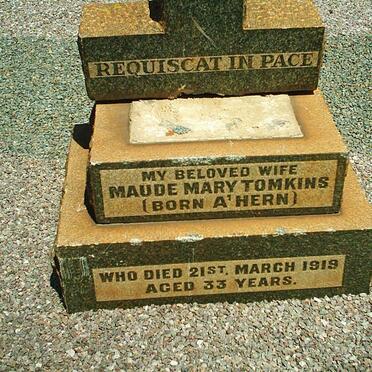 REQUISCAT IN PACE
MY BELOVED WIFE
MAUDE MARY TOMKINS
(BORN A'HERN)
WHO DIED 21ST. MARCH 1919
AGED 33 YEARS.